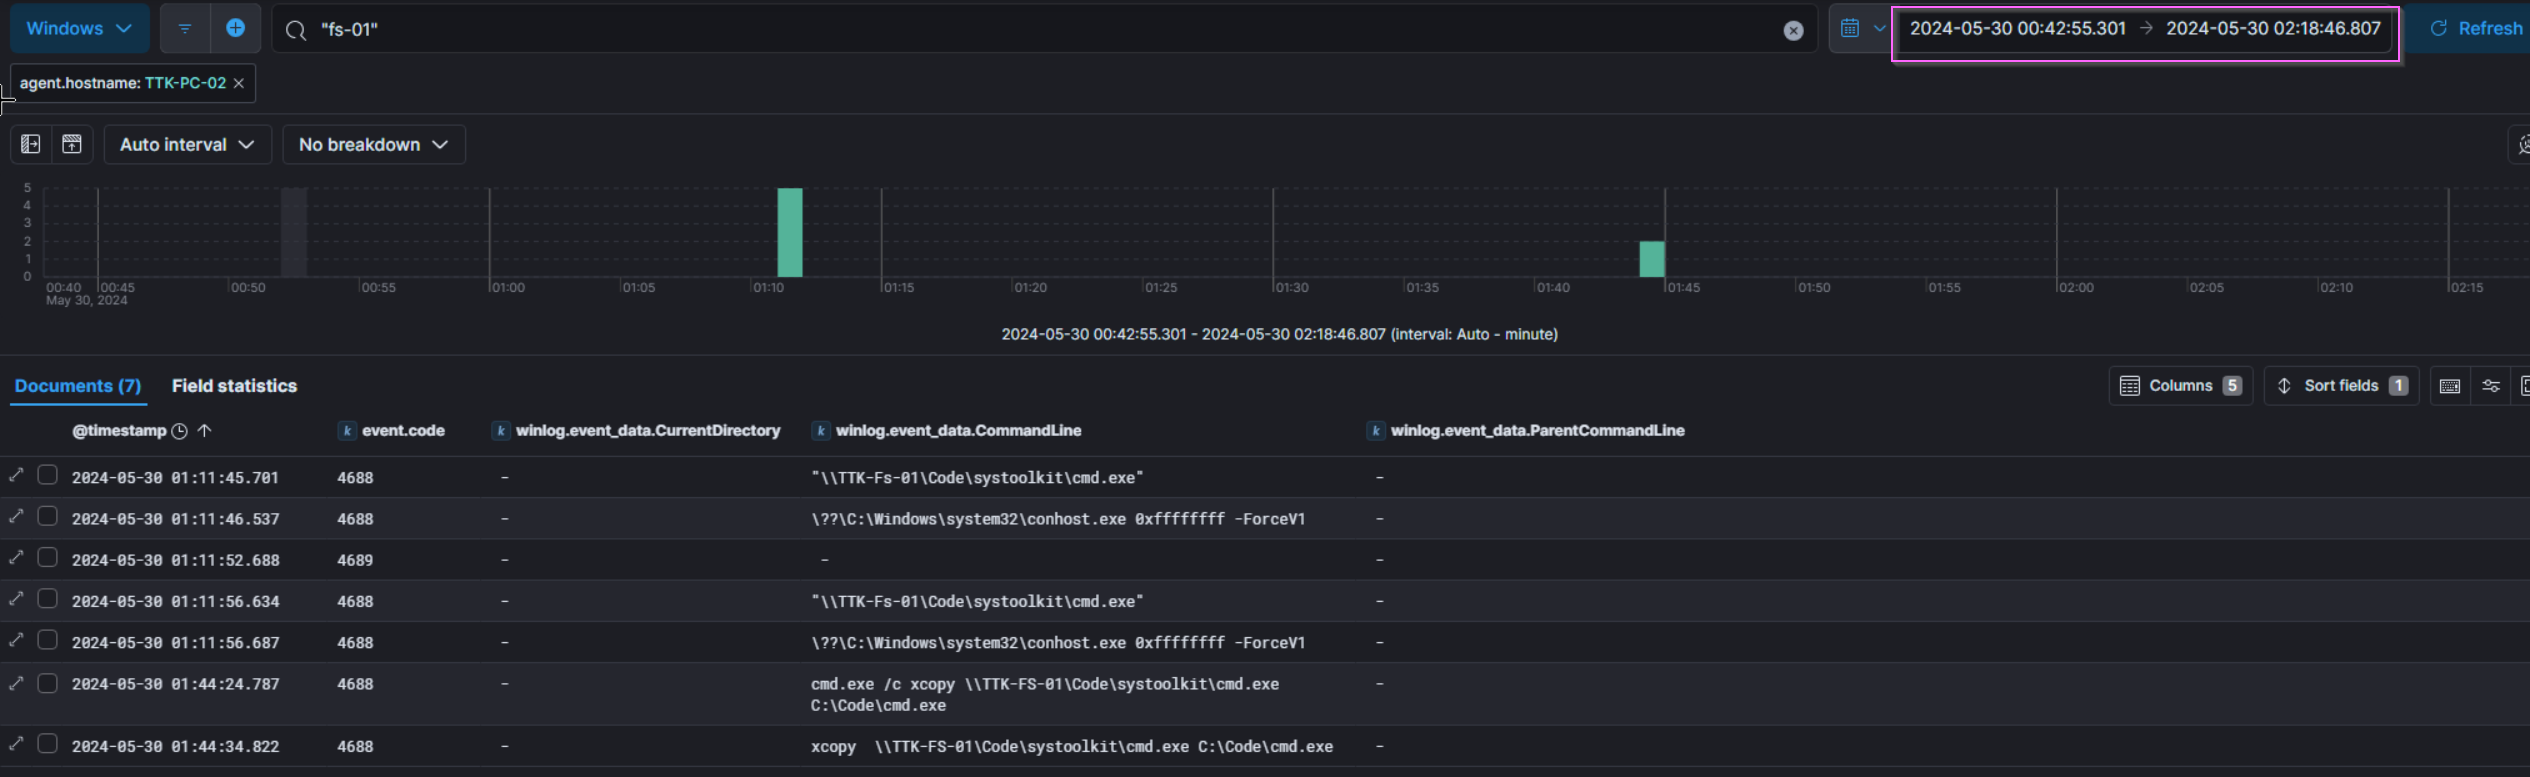 Windows "fs-01" 2024-05-30 00:42:55.301 → 2024-05-30 02:18:46.807 Refresh
agent.hostname: TTK-PC-02 ×
Auto interval No breakdown
5
4
3
2
1
0
00:40 00:45 00:50 00:55 01:00 01:05 01:10 01:15 01:20 01:25 01:30 01:35 01:40 01:45 01:50 01:55 02:00 02:05 02:10 02:15
May 30, 2024
2024-05-30 00:42:55.301 - 2024-05-30 02:18:46.807 (interval: Auto - minute)
Documents (7) Field statistics Columns 5 Sort fields 1
@timestamp ↑ k event.code k winlog.event_data.CurrentDirectory k winlog.event_data.CommandLine k winlog.event_data.ParentCommandLine
2024-05-30 01:11:45.701 4688 - "\\TTK-Fs-01\Code\systoolkit\cmd.exe" -
2024-05-30 01:11:46.537 4688 - \??\C:\Windows\system32\conhost.exe 0xffffffff -ForceV1 -
2024-05-30 01:11:52.688 4689 - - -
2024-05-30 01:11:56.634 4688 - "\\TTK-Fs-01\Code\systoolkit\cmd.exe" -
2024-05-30 01:11:56.687 4688 - \??\C:\Windows\system32\conhost.exe 0xffffffff -ForceV1 -
2024-05-30 01:44:24.787 4688 - cmd.exe /c xcopy \\TTK-FS-01\Code\systoolkit\cmd.exe -
C:\Code\cmd.exe
2024-05-30 01:44:34.822 4688 - xcopy  \\TTK-FS-01\Code\systoolkit\cmd.exe C:\Code\cmd.exe -